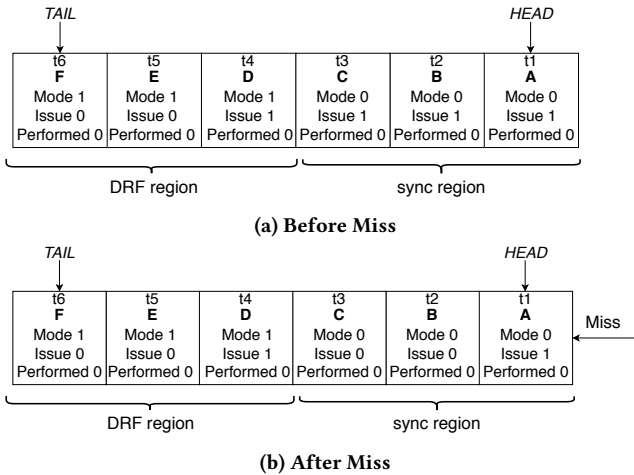 TAIL HEAD
t6 t5 t4 t3 t2 t1
F E D C B A
Mode 1 Mode 1 Mode 1 Mode 0 Mode 0 Mode 0
Issue 0 Issue 0 Issue 1 Issue 1 Issue 1 Issue 1
Performed 0 Performed 0 Performed 0 Performed 0 Performed 0 Performed 0
DRF region sync region
(a) Before Miss
TAIL HEAD
t6 t5 t4 t3 t2 t1
F E D C B A
Miss
Mode 1 Mode 1 Mode 1 Mode 0 Mode 0 Mode 0
Issue 0 Issue 0 Issue 1 Issue 0 Issue 0 Issue 1
Performed 0 Performed 0 Performed 0 Performed 0 Performed 0 Performed 0
DRF region sync region
(b) After Miss